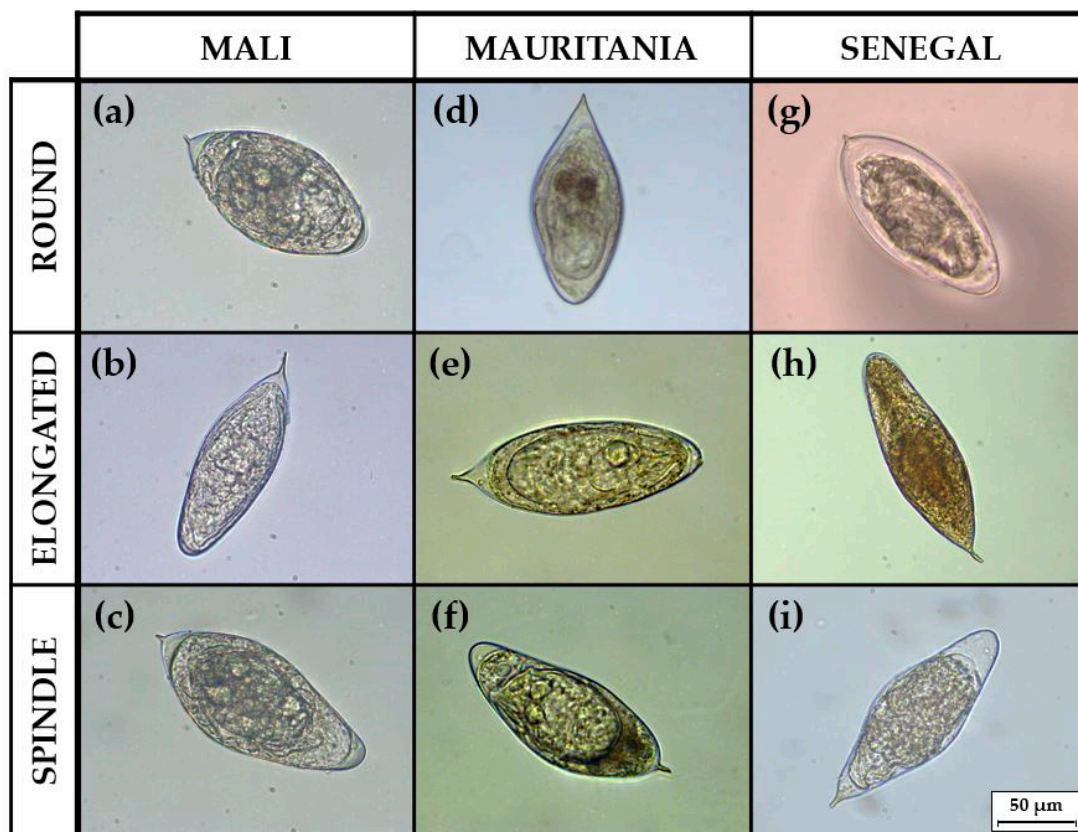 MALI MAURITANIA SENEGAL
ROUND
(a) (d) (g)
ELONGATED
(b) (e) (h)
SPINDLE
(c) (f) (i)
50 µm